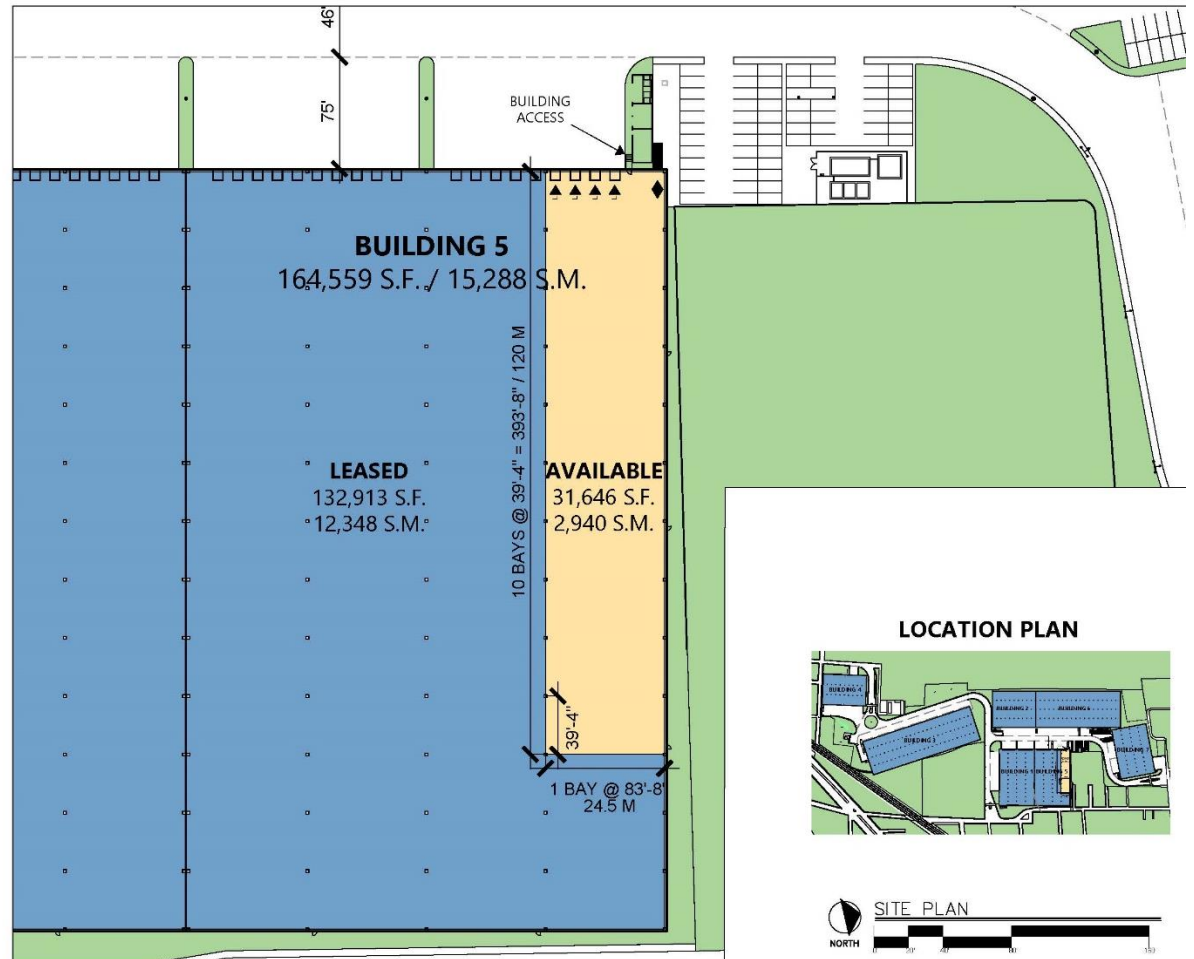 46'
75'
BUILDING
ACCESS
BUILDING 5
164,559 S.F. / 15,288 S.M.
10 BAYS @ 39'-4" = 393'-8" / 120 M
LEASED
132,913 S.F.
12,348 S.M.
AVAILABLE
31,646 S.F.
2,940 S.M.
39'-4"
1 BAY @ 83'-8"
24.5 M
LOCATION PLAN
BUILDING 4
BUILDING 3
BUILDING 2
BUILDING 6
BUILDING 1
BUILDING 5
BUILDING 7
NORTH
SITE PLAN